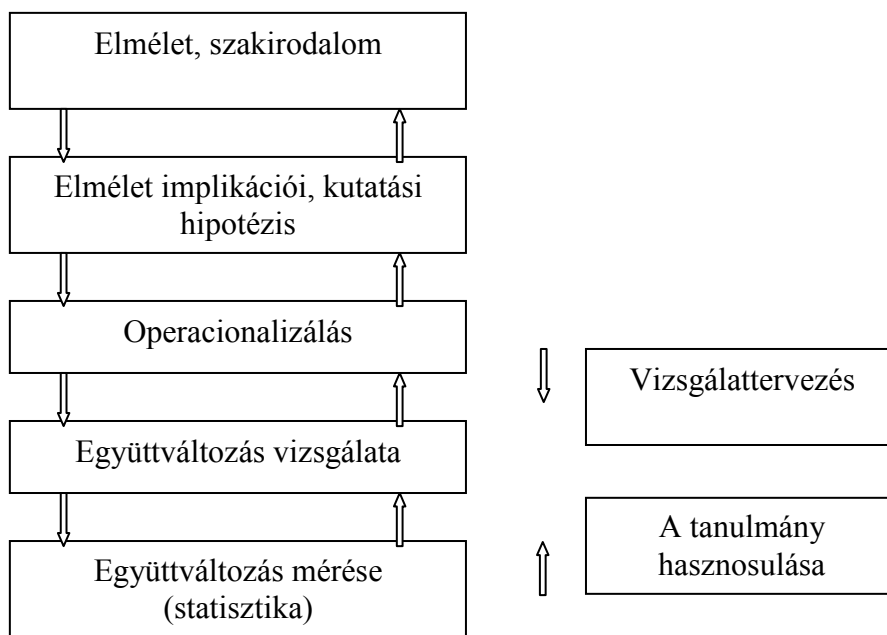 Elmélet, szakirodalom
Elmélet implikációi, kutatási
hipotézis
Operacionalizálás
Együttváltozás vizsgálata
Együttváltozás mérése
(statisztika)
Vizsgálattervezés
A tanulmány
hasznosulása